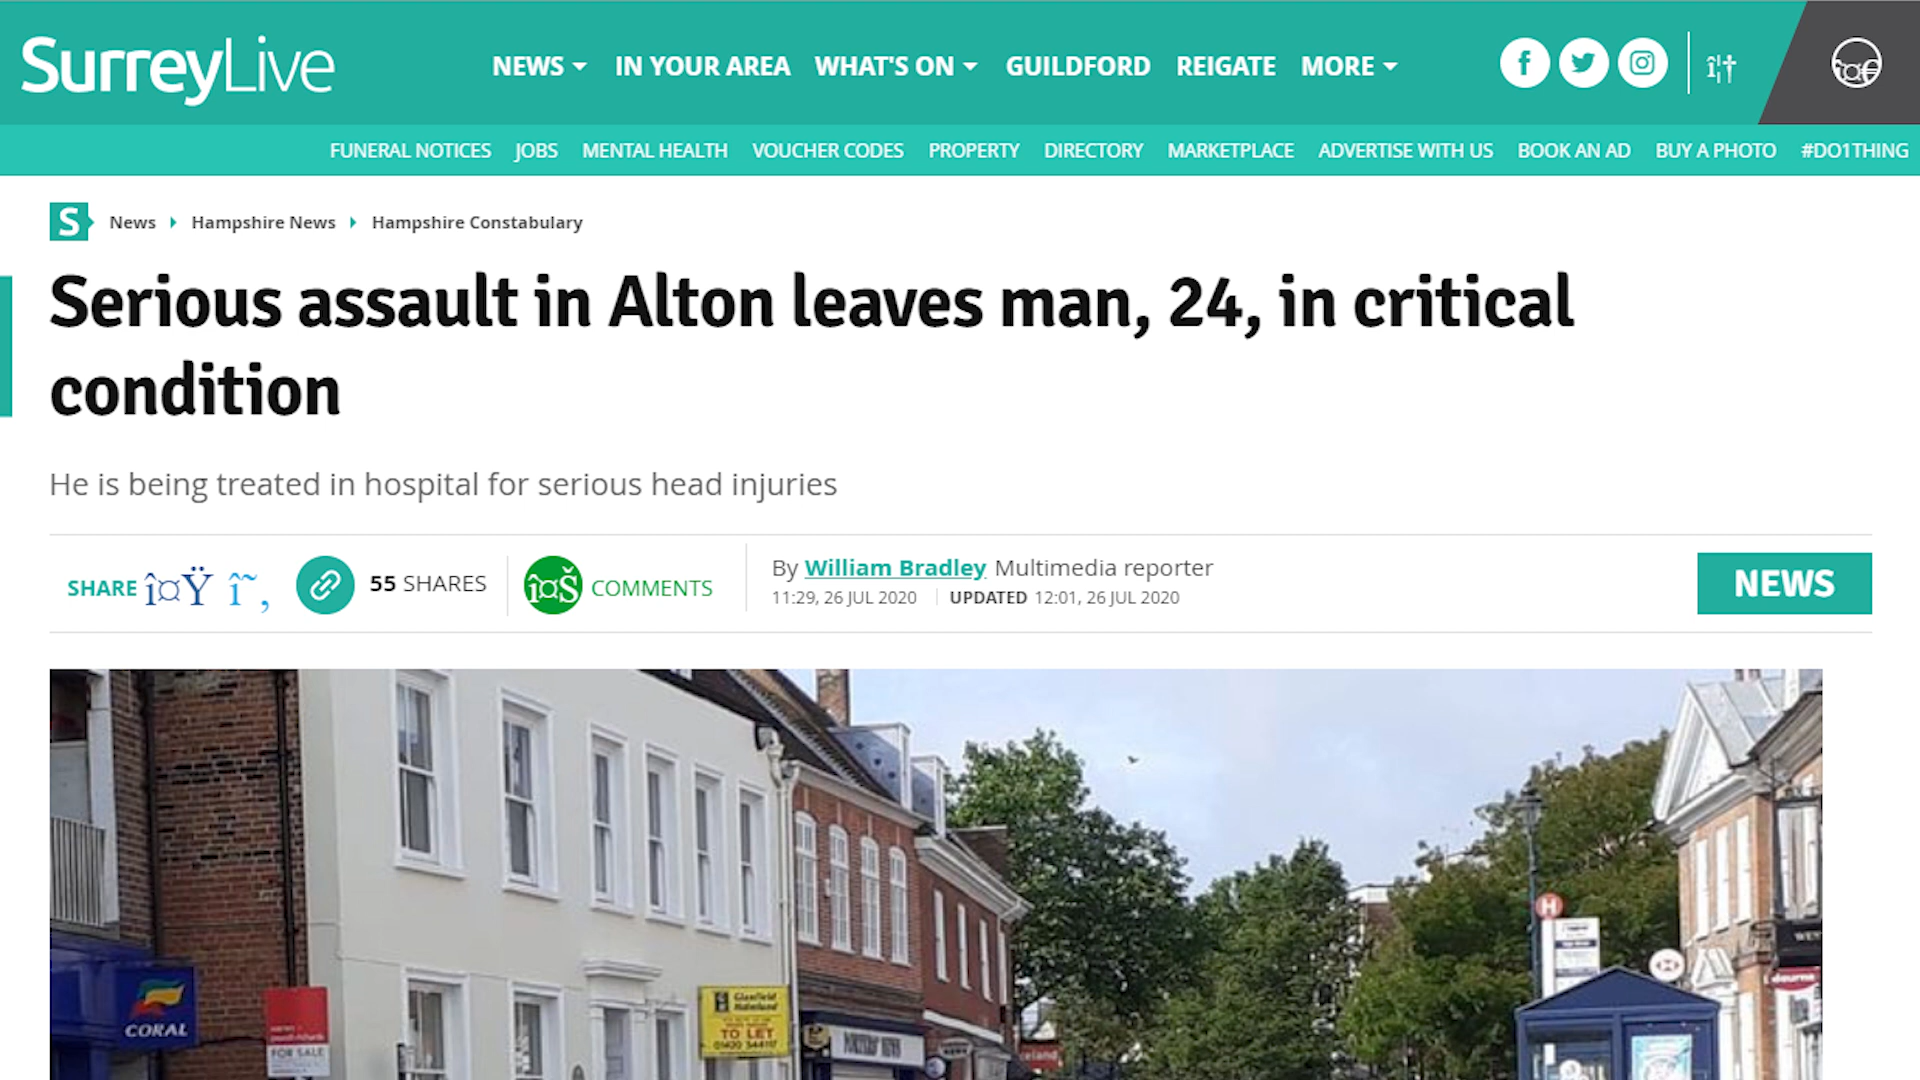 SurreyLive
NEWS IN YOUR AREA WHAT'S ON GUILDFORD REIGATE MORE
FUNERAL NOTICES JOBS MENTAL HEALTH VOUCHER CODES PROPERTY DIRECTORY MARKETPLACE ADVERTISE WITH US BOOK AN AD BUY A PHOTO #DO1THING
S News Hampshire News Hampshire Constabulary
Serious assault in Alton leaves man, 24, in critical
condition
He is being treated in hospital for serious head injuries
SHARE 55 SHARES COMMENTS
By William Bradley Multimedia reporter
11:29, 26 JUL 2020 UPDATED 12:01, 26 JUL 2020
NEWS
CORAL
FOR SALE
TO LET
H